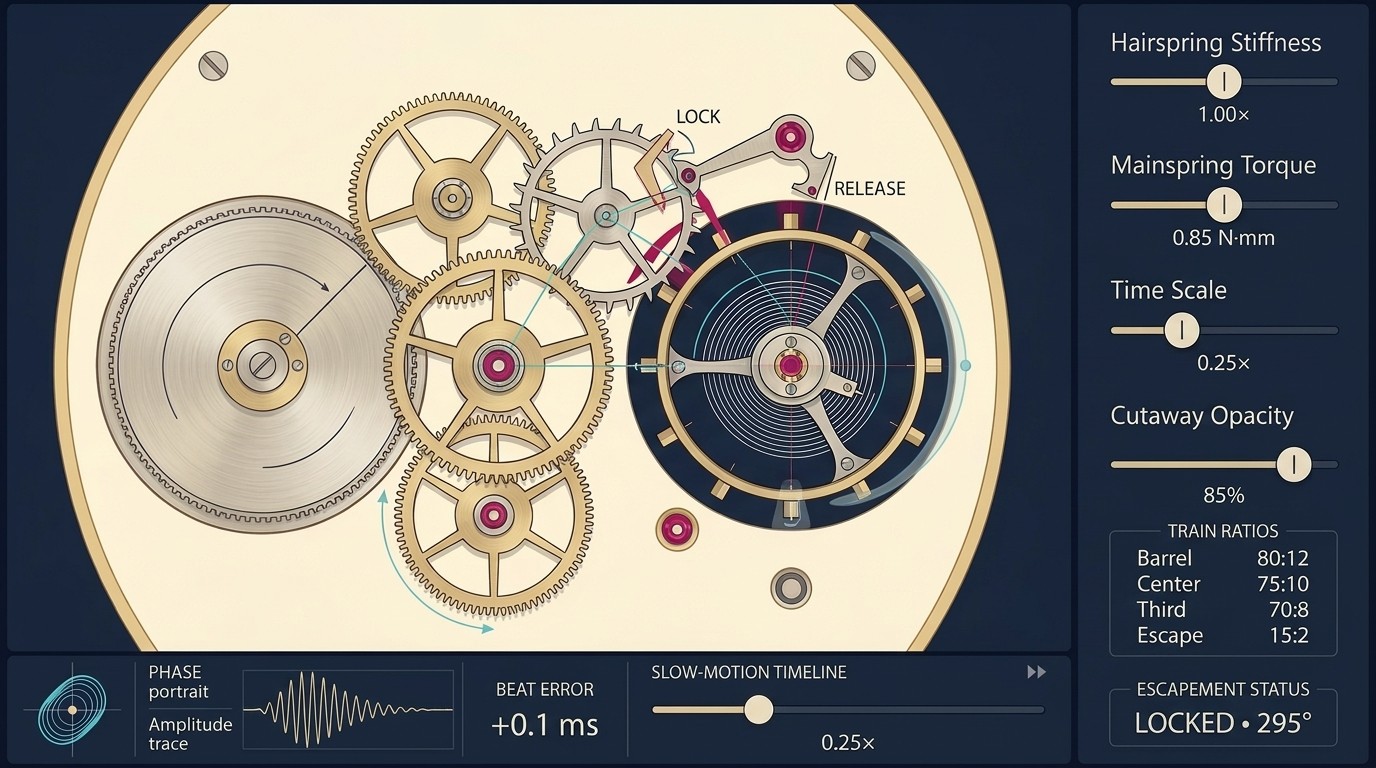 LOCK
RELEASE
Hairspring Stiffness
1.00×
Mainspring Torque
0.85 N·mm
Time Scale
0.25×
Cutaway Opacity
85%
TRAIN RATIOS
Barrel 80:12
Center 75:10
Third 70:8
Escape 15:2
ESCAPEMENT STATUS
LOCKED • 295°
PHASE
portrait
Amplitude
trace
BEAT ERROR
+0.1 ms
SLOW-MOTION TIMELINE
0.25×